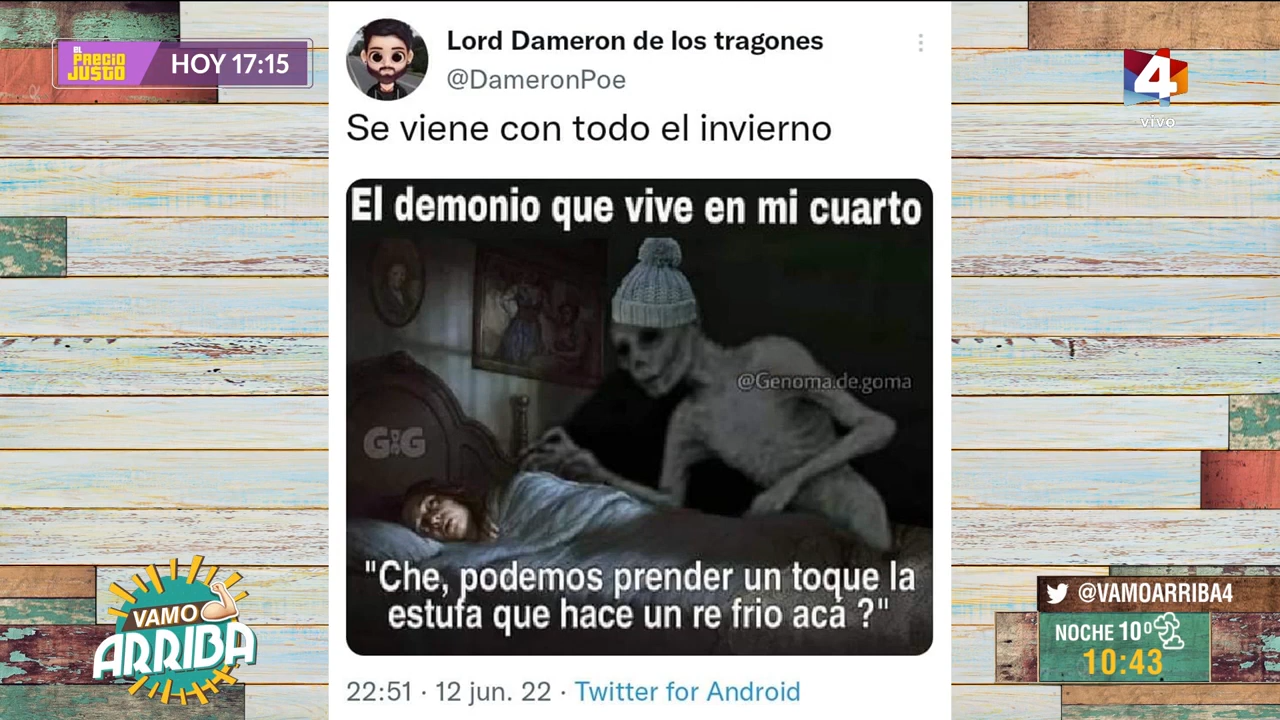 EL
PRECIO
JUSTO
HOY 17:15
Lord Dameron de los tragones
@DameronPoe
4
vivo
Se viene con todo el invierno
El demonio que vive en mi cuarto
@Genoma.de.goma
G&G
"Che, podemos prender un toque la
estufa que hace un re frio acá ?"
22:51 · 12 jun. 22 · Twitter for Android
VAMO
ARRIBA
@VAMOARRIBA4
NOCHE 10º
10:43